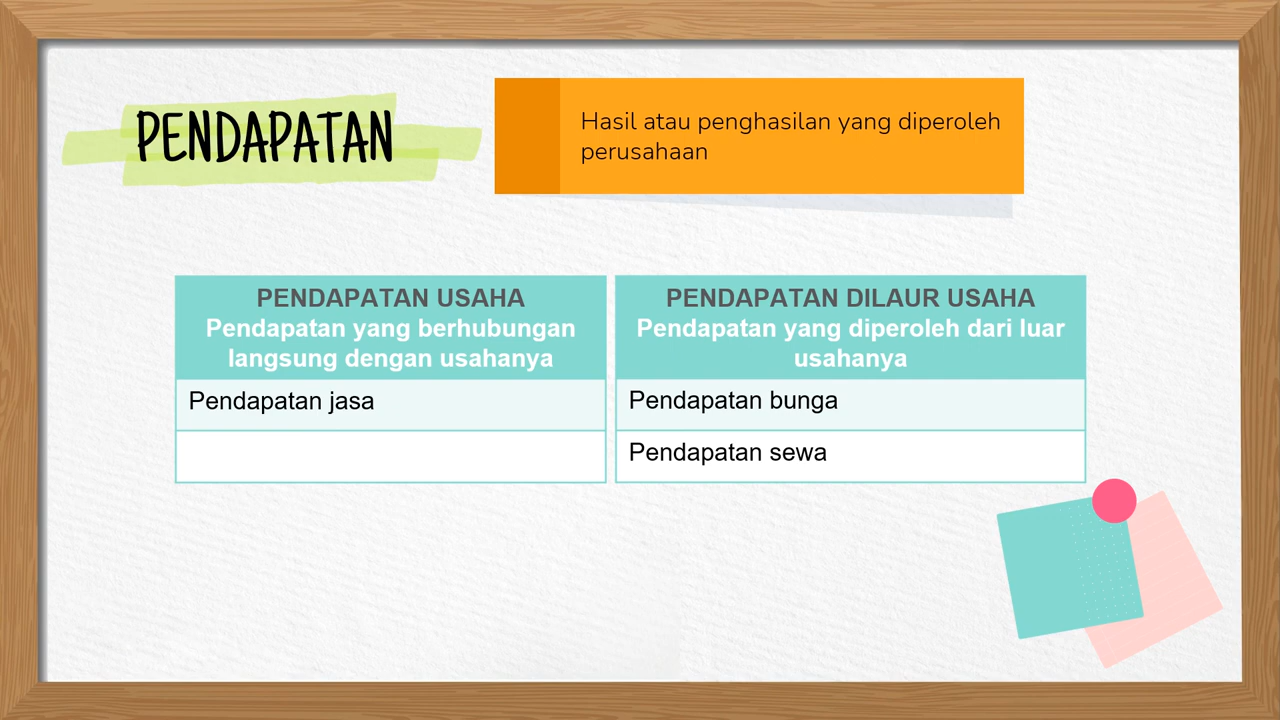 PENDAPATAN
Hasil atau penghasilan yang diperoleh
perusahaan
PENDAPATAN USAHA
Pendapatan yang berhubungan
langsung dengan usahanya
Pendapatan jasa
PENDAPATAN DILAUR USAHA
Pendapatan yang diperoleh dari luar
usahanya
Pendapatan bunga
Pendapatan sewa